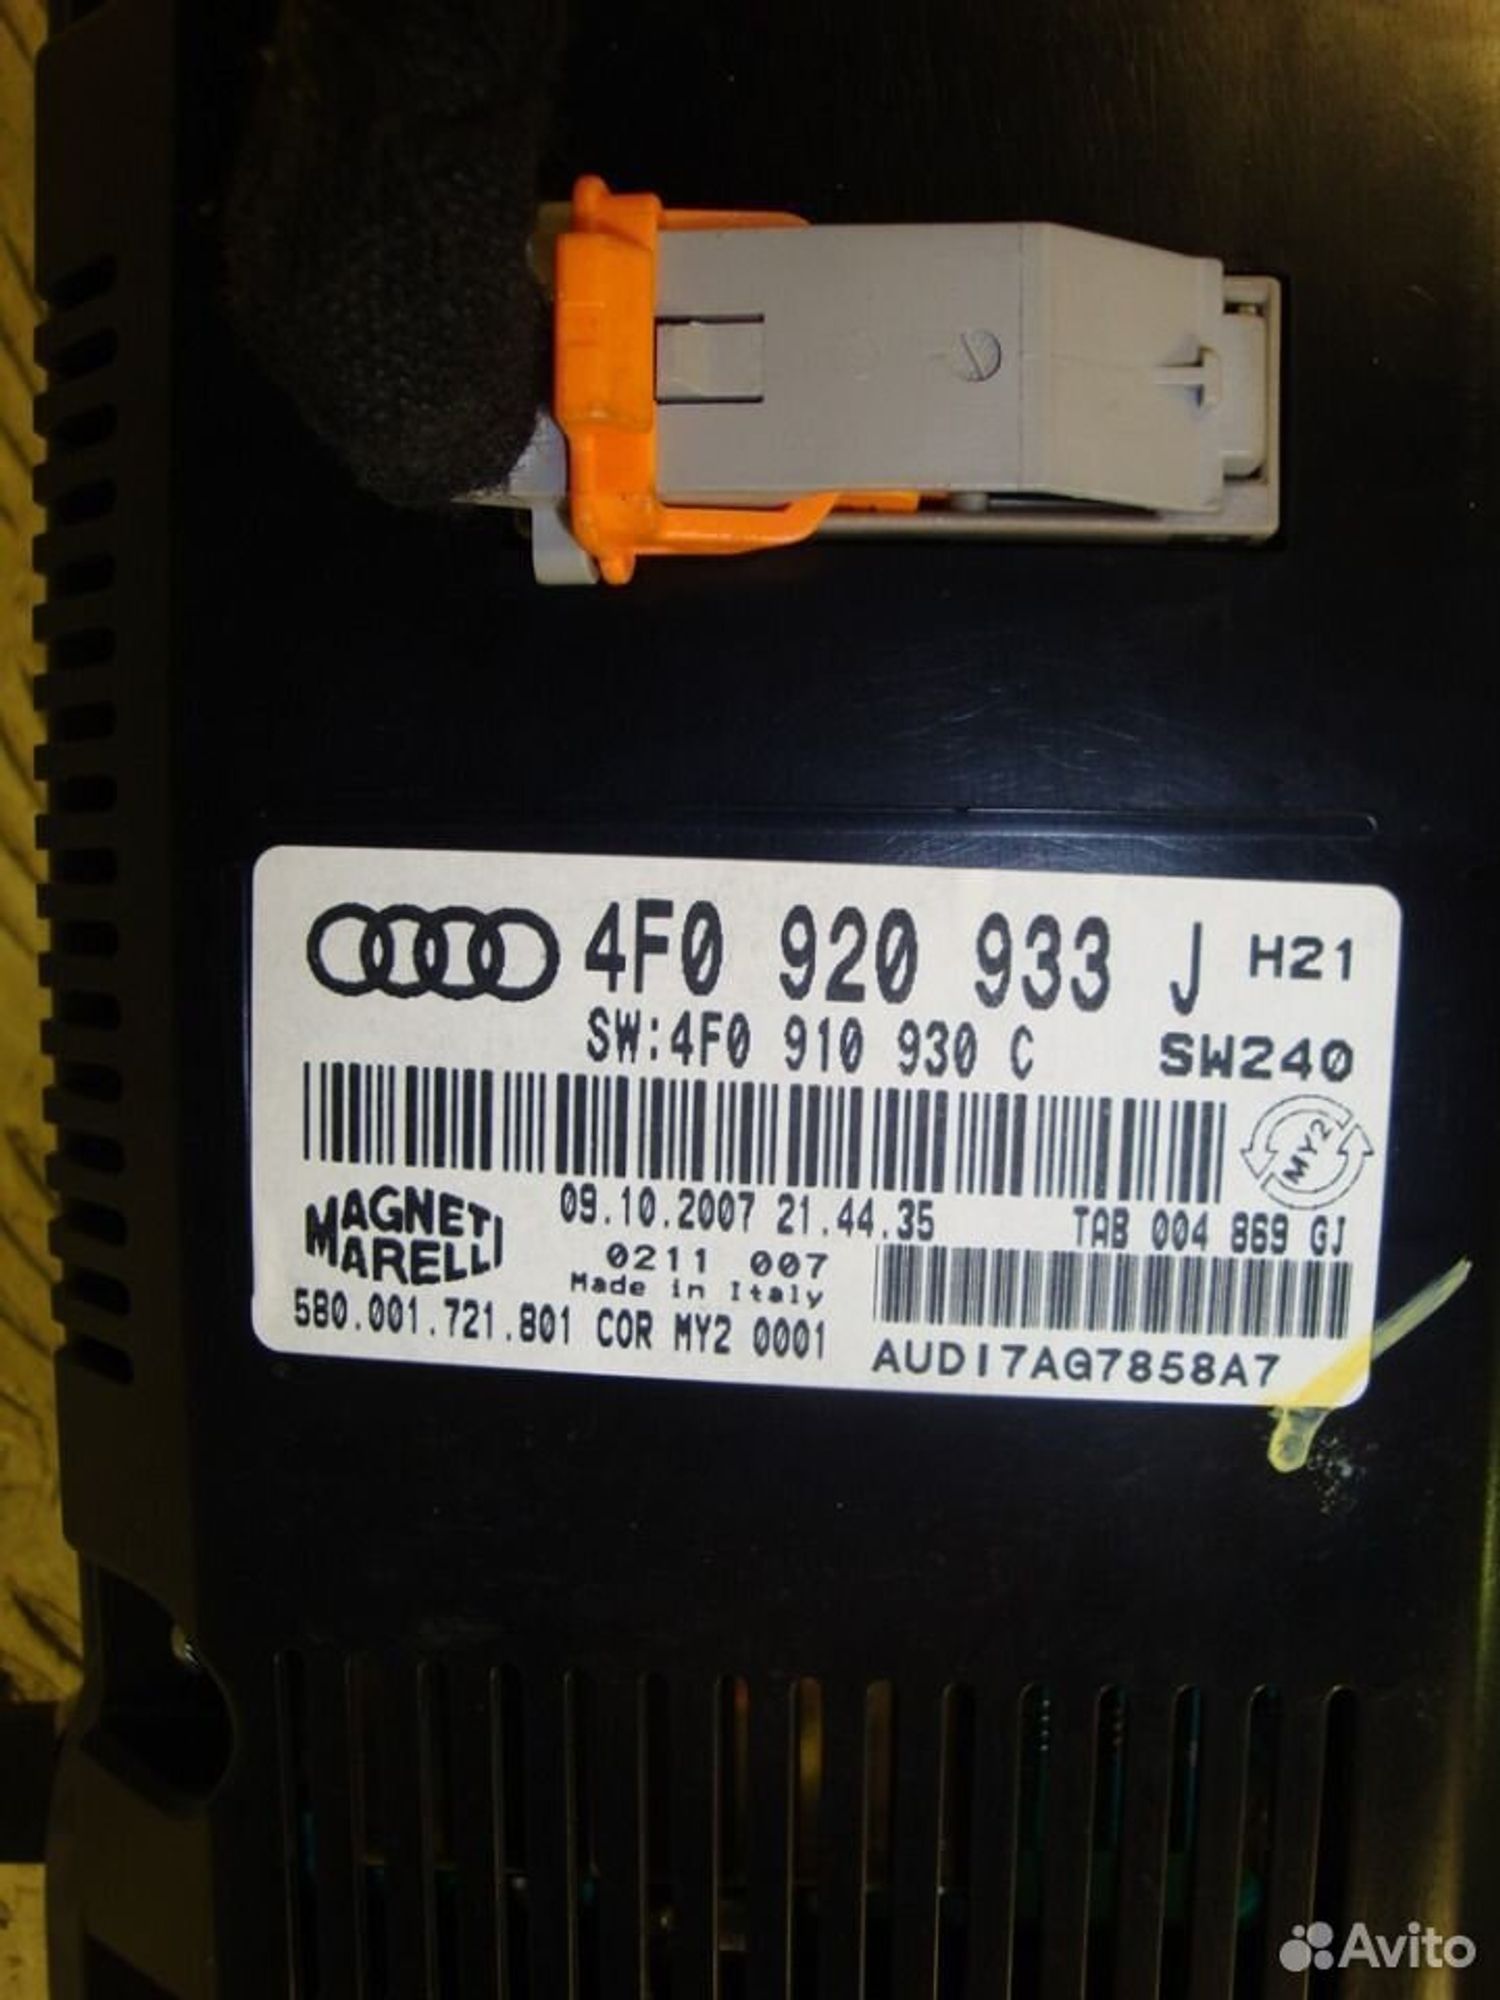 4F0 920 933 J H21
SW:4F0 910 930 C SW240
MY2
MAGNETI MARELLI
09.10.2007 21.44.35 TAB 004 869 GJ
0211 007
Made in Italy
580.001.721.801 COR MY2 0001
AUDI7AG7858A7
Avito